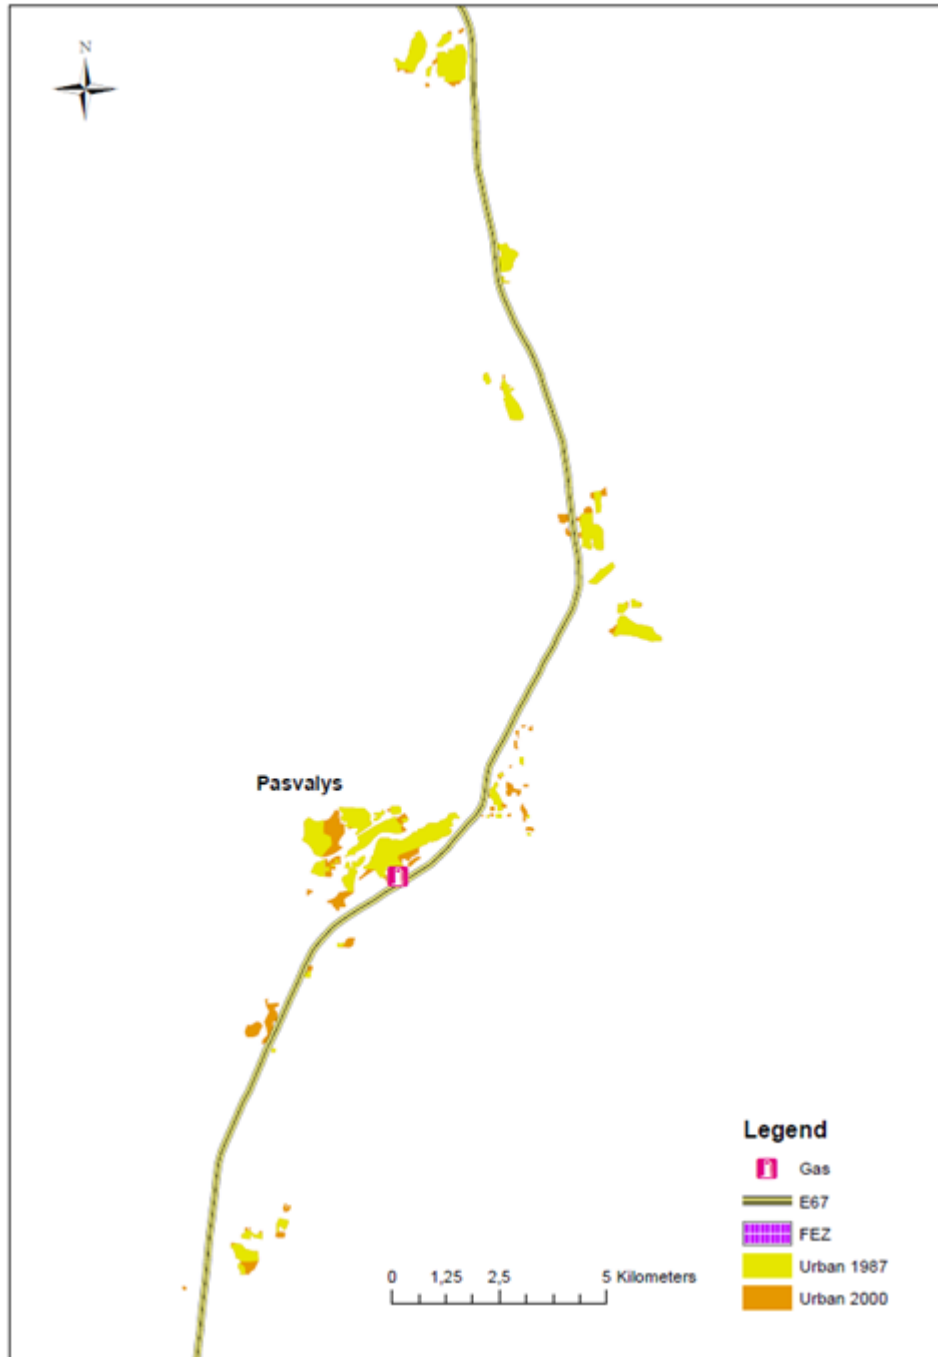 N
Pasvalys
Legend
Gas
E67
FEZ
Urban 1987
Urban 2000
0 1,25 2,5 5 Kilometers